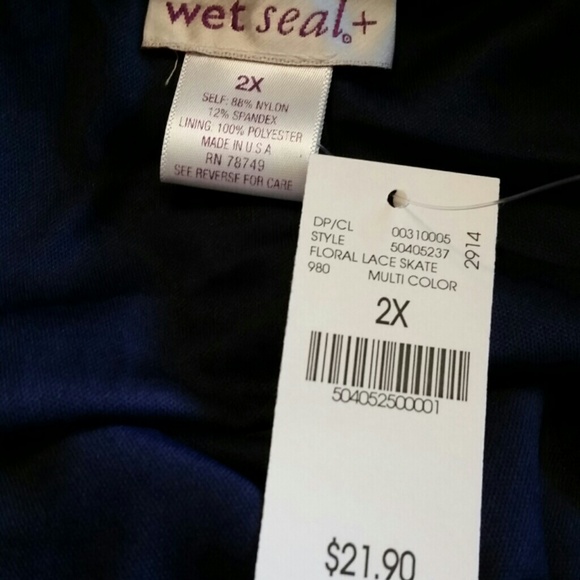 wet seal.+
2X
SELF: 88% NYLON
12% SPANDEX
LINING: 100% POLYESTER
MADE IN U S A
RN 78749
SEE REVERSE FOR CARE
DP/CL 00310005
STYLE 50405237
FLORAL LACE SKATE
980 MULTI COLOR
2914
2X
504052500001
$21.90